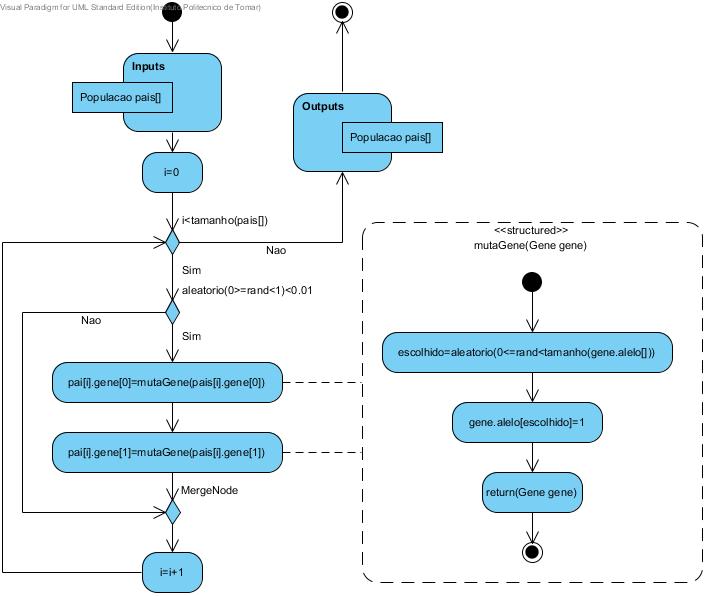 Visual Paradigm for UML Standard Edition(Instituto Politecnico de Tomar)
Inputs
Populacao pais[]
i=0
i<tamanho(pais[])
Nao
Sim
aleatorio(0>=rand<1)<0.01
Nao
Sim
pai[i].gene[0]=mutaGene(pais[i].gene[0])
pai[i].gene[1]=mutaGene(pais[i].gene[1])
MergeNode
i=i+1
Outputs
Populacao pais[]
<<structured>>
mutaGene(Gene gene)
escolhido=aleatorio(0<=rand<tamanho(gene.alelo[]))
gene.alelo[escolhido]=1
return(Gene gene)